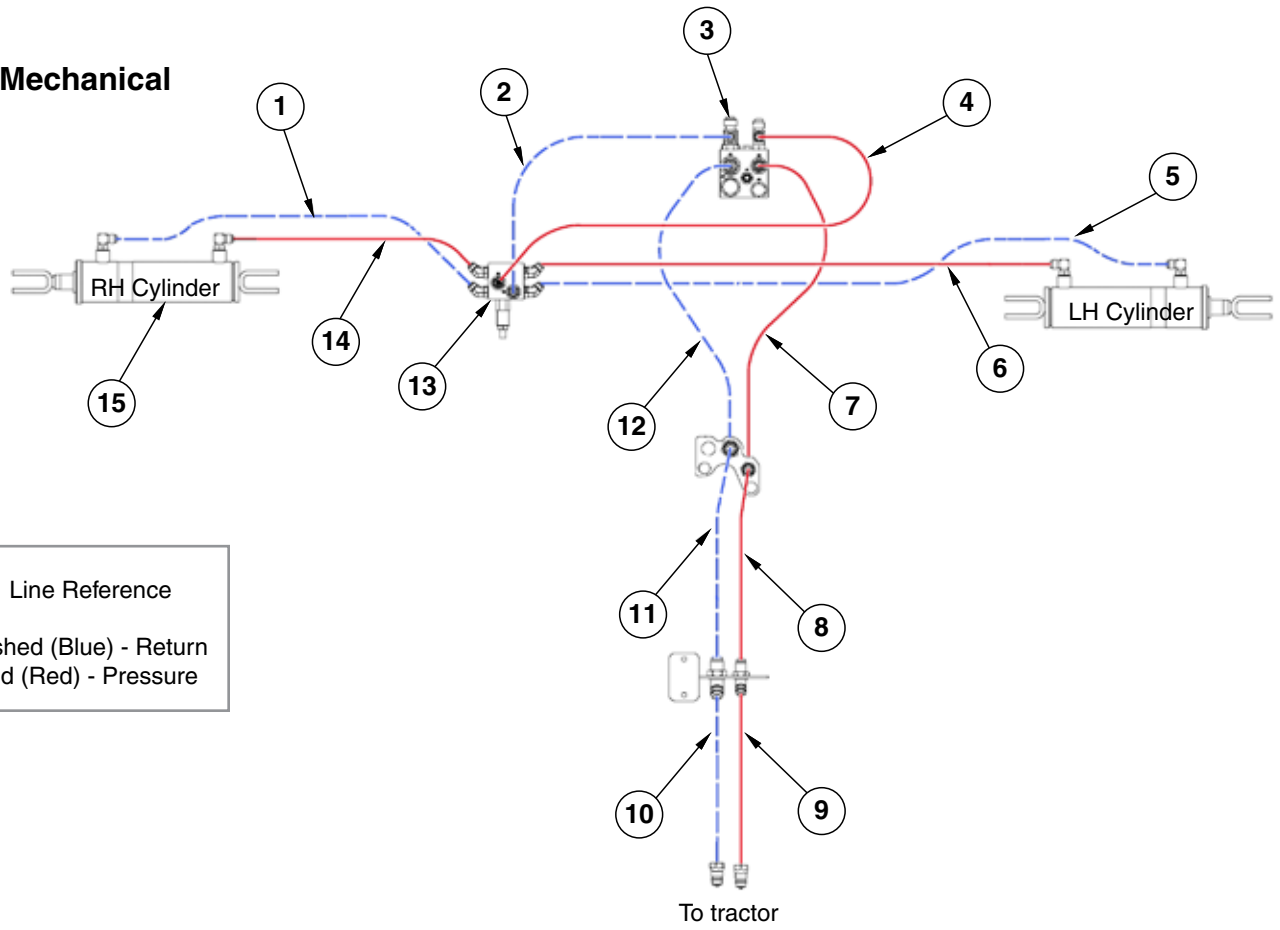 Mechanical
1
2
3
4
5
RH Cylinder
LH Cylinder
14
13
15
12
7
6
Line Reference
shed (Blue) - Return
d (Red) - Pressure
11
8
10
9
To tractor